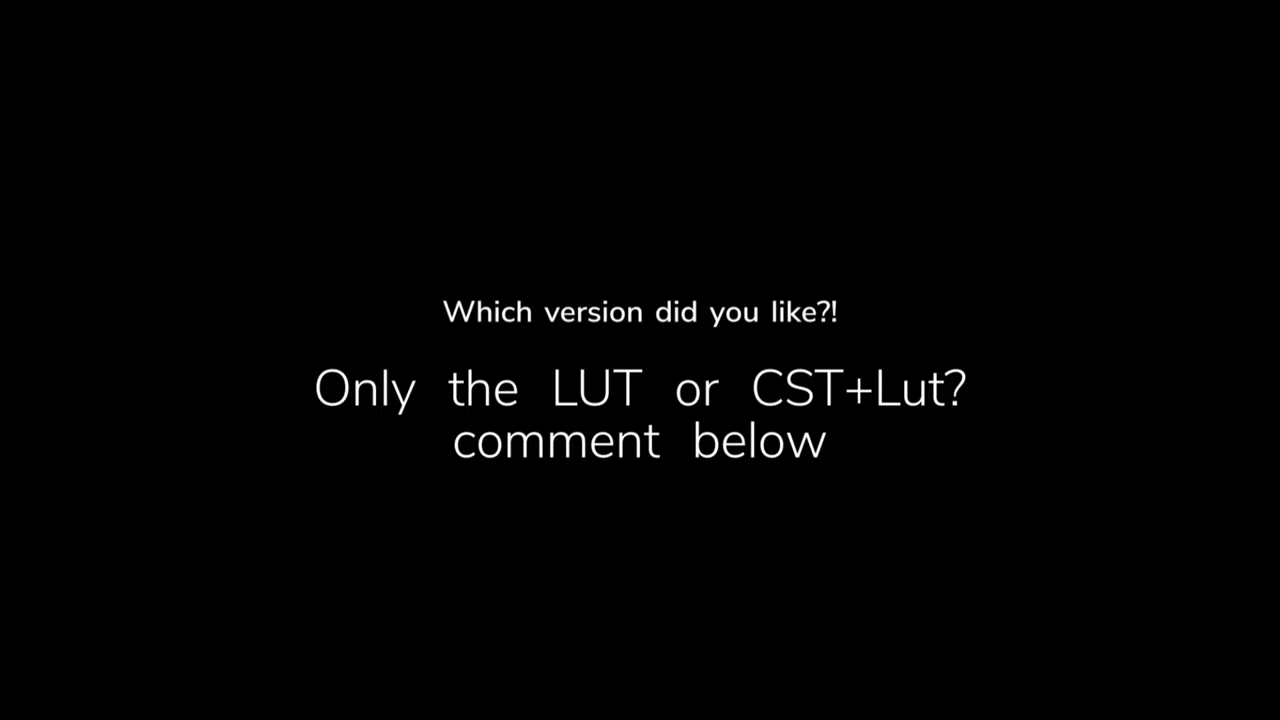 Which version did you like?!
Only the LUT or CST+Lut?
comment below